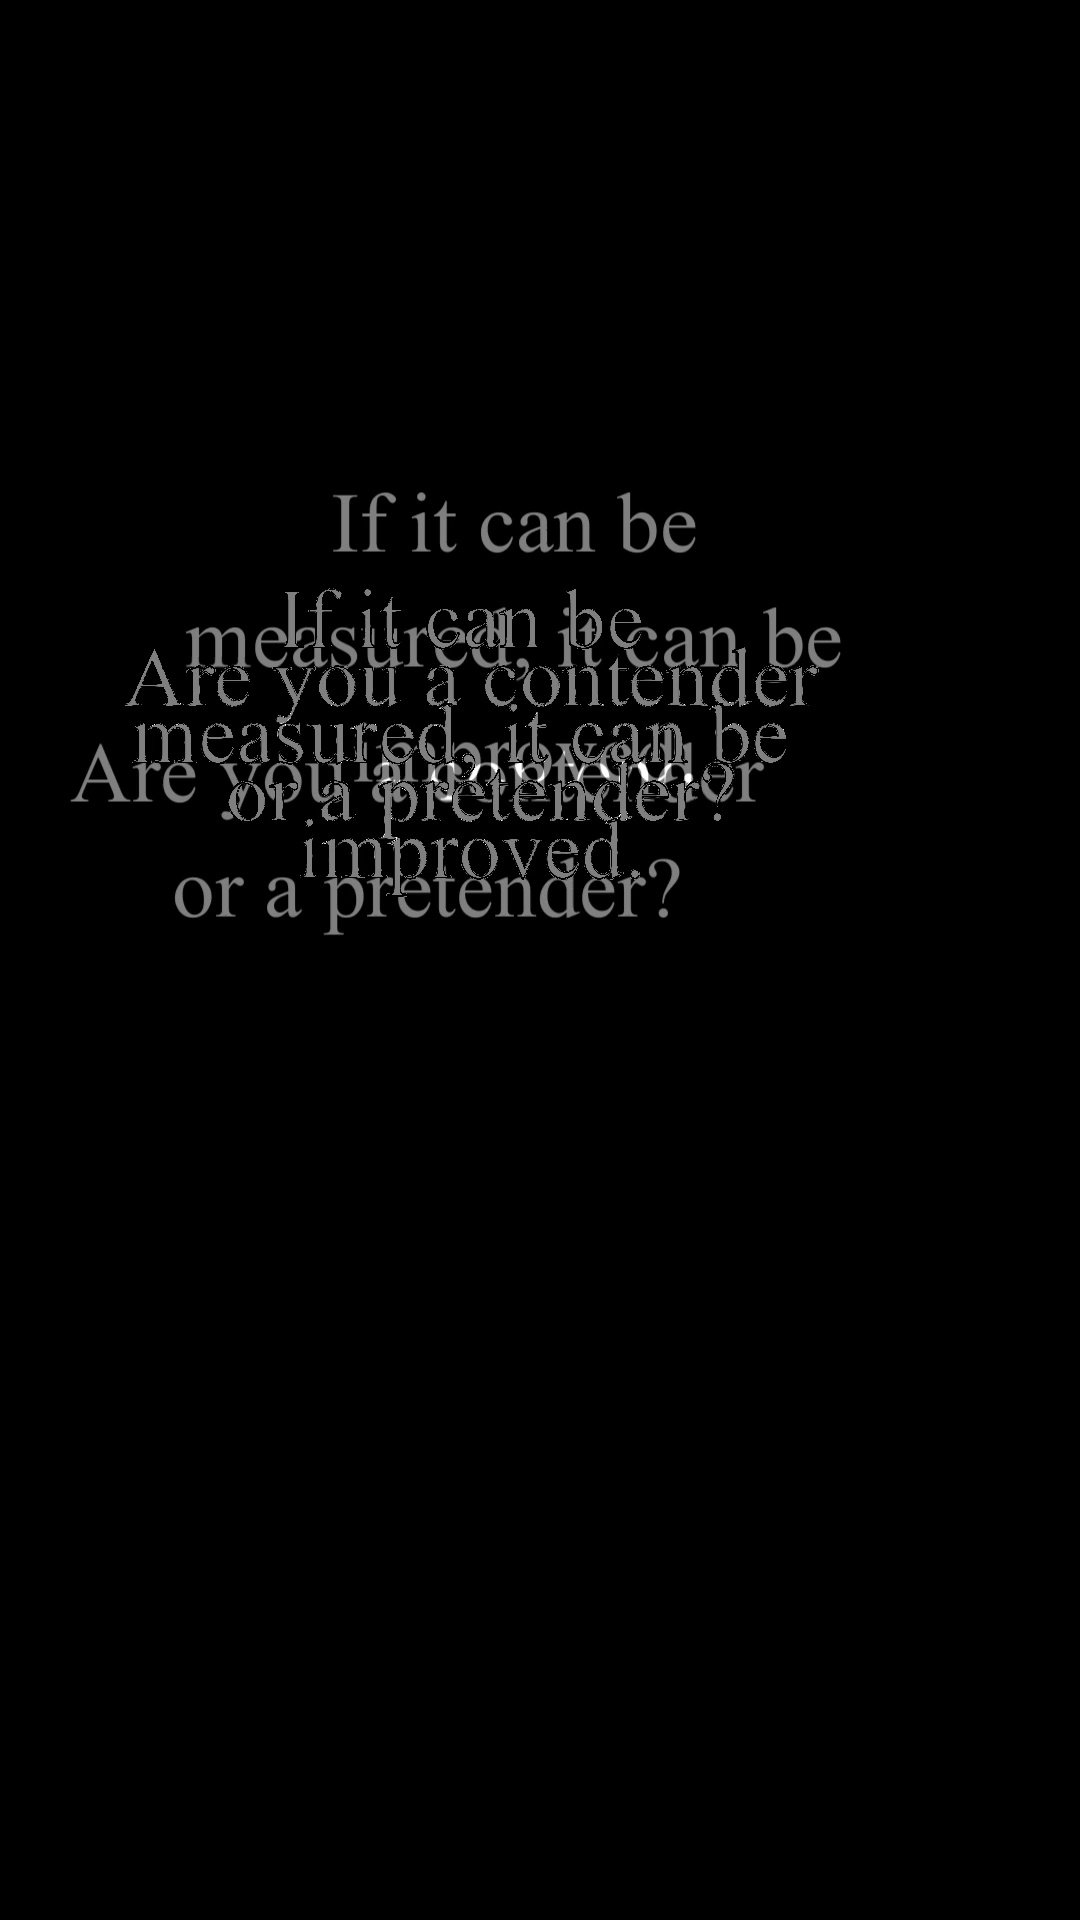 If it can be
measured, it can be
improved.
If it can be
measured, it can be
improved.
Are you a contender
or a pretender?
Are you a contender
or a pretender?